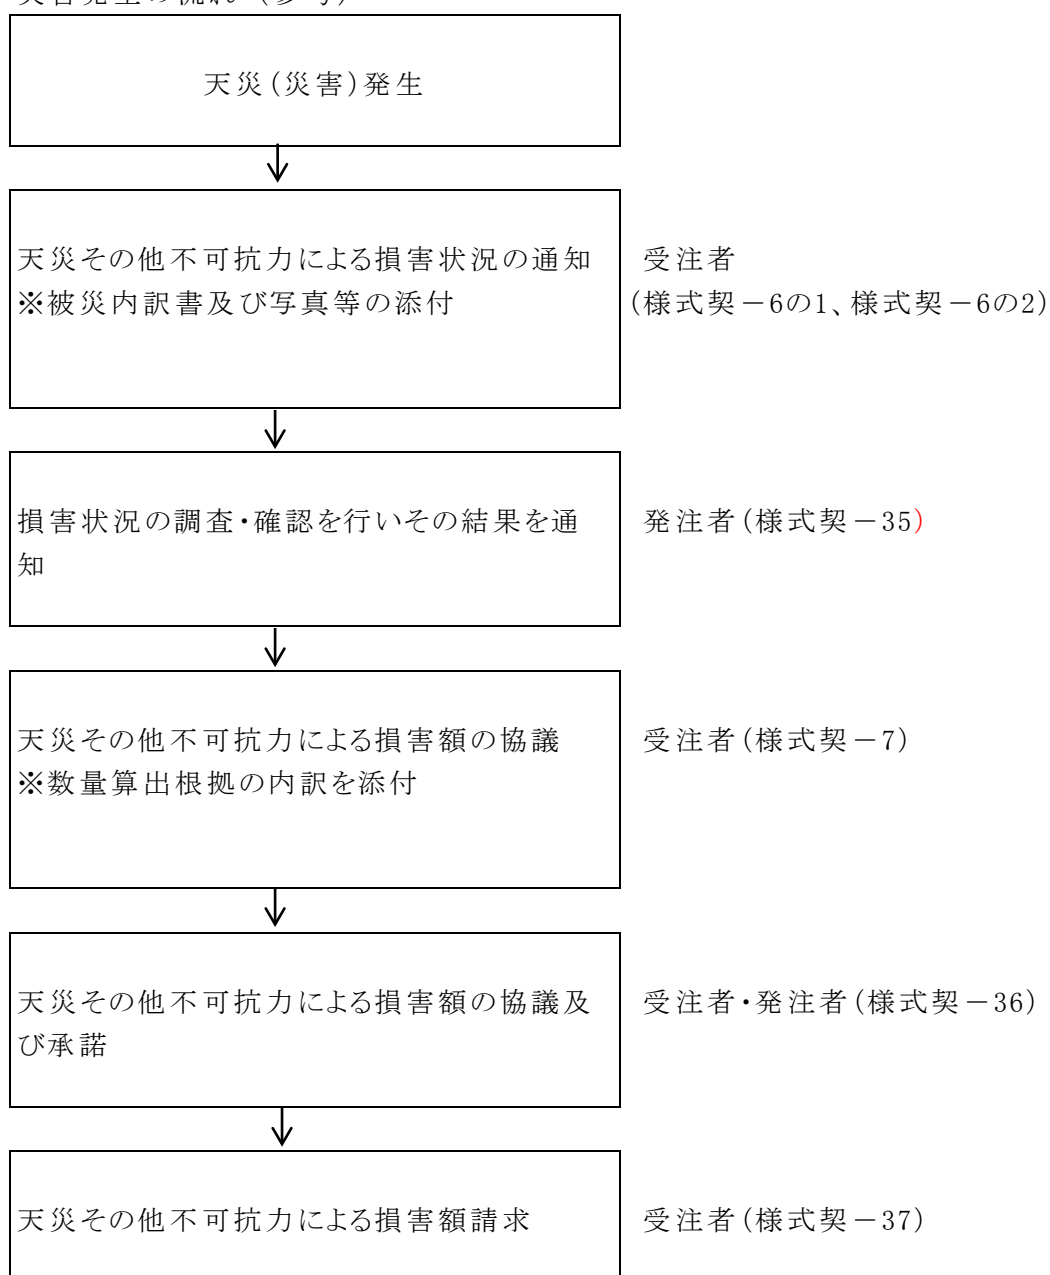 天災(災害)発生
天災その他不可抗力による損害状況の通知
※被災内訳書及び写真等の添付
受注者
(様式契－6の1、様式契－6の2)
損害状況の調査・確認を行いその結果を通
知
発注者(様式契－35)
天災その他不可抗力による損害額の協議
※数量算出根拠の内訳を添付
受注者(様式契－7)
天災その他不可抗力による損害額の協議及
び承諾
受注者・発注者(様式契－36)
天災その他不可抗力による損害額請求
受注者(様式契－37)